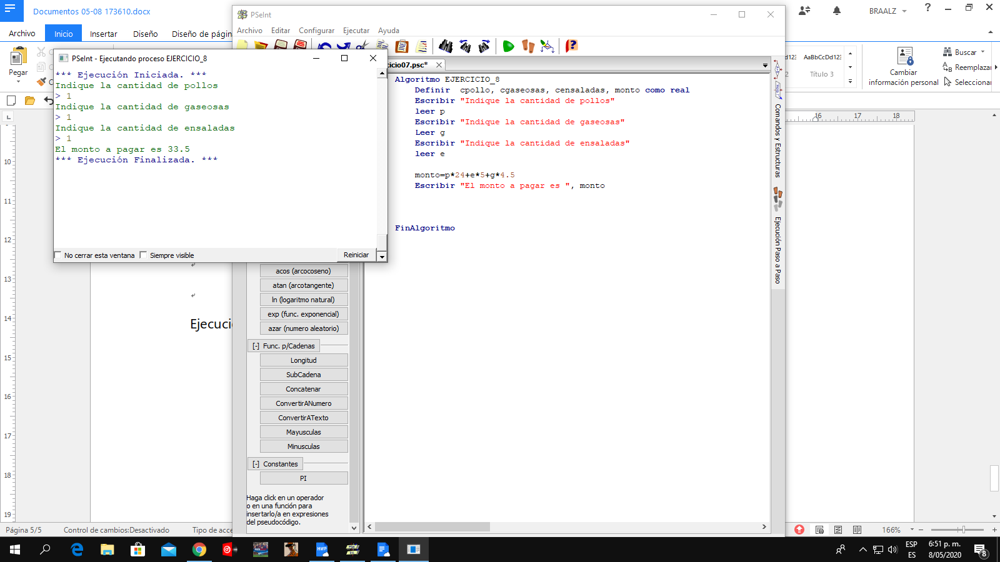 Documentos 05-08 173610.docx
BRAALZ
Archivo
Inicio
Insertar
Diseño
Diseño de págin
Pegar
PSeInt
Archivo Editar Configurar Ejecutar Ayuda
cicio07.psc*
AaBbCcDd123
Título 3
Cambiar
información personal
Buscar
Reemplazar
Seleccionar
PSeInt - Ejecutando proceso EJERCICIO_8
*** Ejecución Iniciada. ***
Indique la cantidad de pollos
> 1
Indique la cantidad de gaseosas
> 1
Indique la cantidad de ensaladas
> 1
El monto a pagar es 33.5
*** Ejecución Finalizada. ***
No cerrar esta ventana
Siempre visible
Reiniciar
Algoritmo EJERCICIO_8
Definir cpollo, cgaseosas, censaladas, monto como real
Escribir "Indique la cantidad de pollos"
leer p
Escribir "Indique la cantidad de gaseosas"
Leer g
Escribir "Indique la cantidad de ensaladas"
leer e
monto=p*24+e*5+g*4.5
Escribir "El monto a pagar es ", monto
FinAlgoritmo
Comandos y Estructuras
Ejecución Paso a Paso
16 17 18
10
11
12
13
14
15
16
17
18
19
Ejecució
acos (arcocoseno)
atan (arcotangente)
ln (logaritmo natural)
exp (func. exponencial)
azar (numero aleatorio)
[-] Func. p/Cadenas
Longitud
SubCadena
Concatenar
ConvertirANumero
ConvertirATexto
Mayusculas
Minusculas
[-] Constantes
PI
Haga click en un operador
o en una función para
insertarlo/a en expresiones
del pseudocódigo.
Página 5/5
Control de cambios:Desactivado
Tipo de acce
166%
ESP
ES
6:51 p. m.
8/05/2020
8